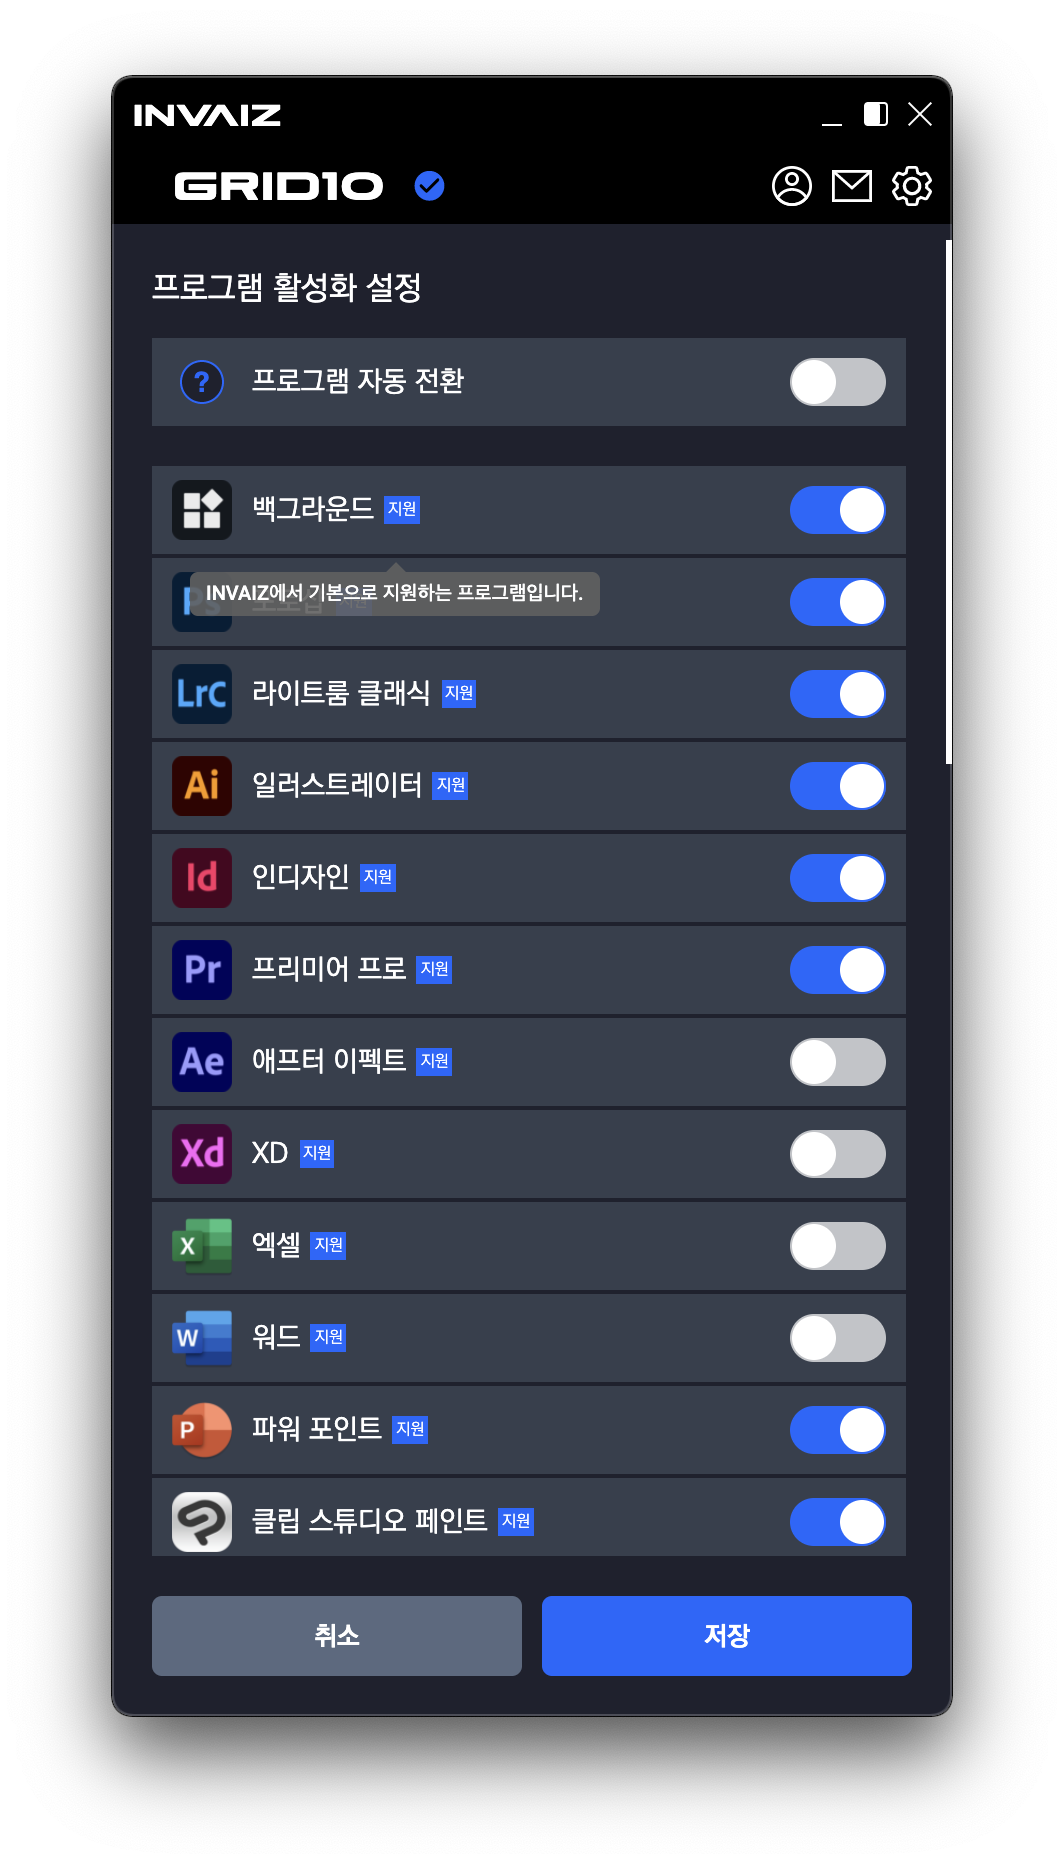 INVAIZ
GRID10
프로그램 활성화 설정
? 프로그램 자동 전환
백그라운드 지원
INVAIZ에서 기본으로 지원하는 프로그램입니다.
Ps
LrC 라이트룸 클래식 지원
Ai 일러스트레이터 지원
Id 인디자인 지원
Pr 프리미어 프로 지원
Ae 애프터 이펙트 지원
Xd XD 지원
X 엑셀 지원
W 워드 지원
P 파워 포인트 지원
클립 스튜디오 페인트 지원
취소
저장